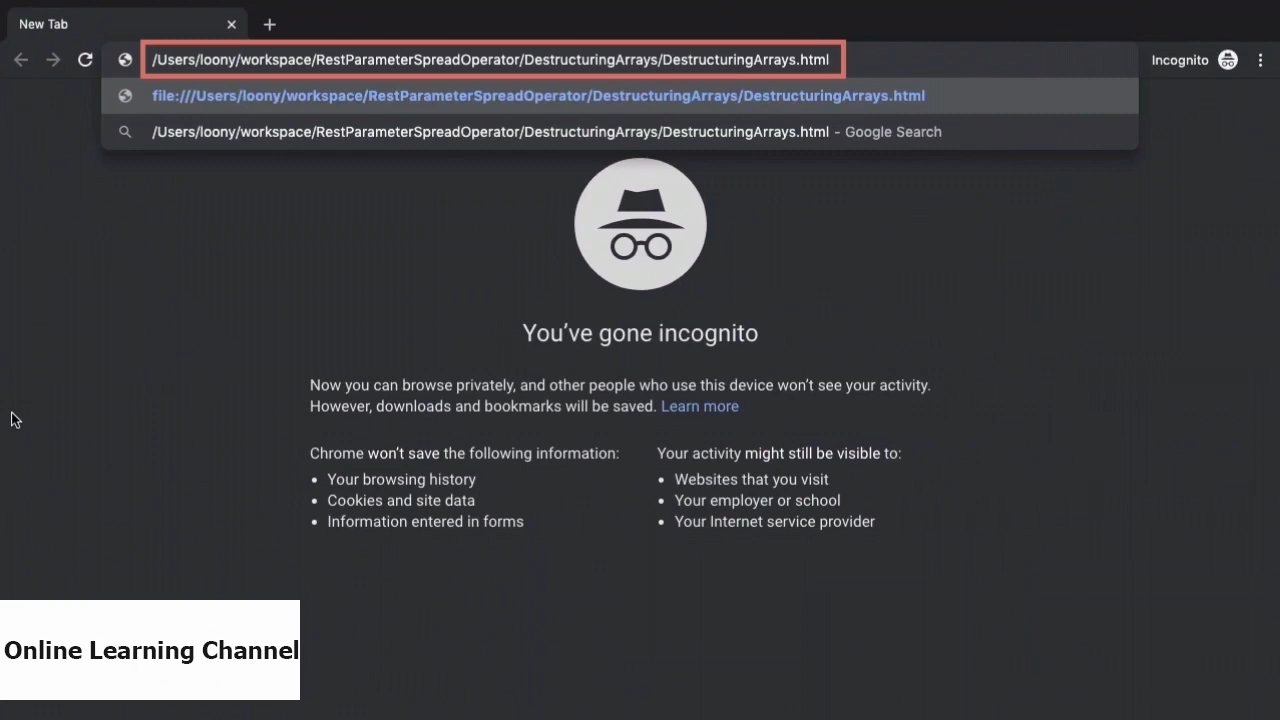 New Tab
/Users/loony/workspace/RestParameterSpreadOperator/DestructuringArrays/DestructuringArrays.html
Incognito
file:///Users/loony/workspace/RestParameterSpreadOperator/DestructuringArrays/DestructuringArrays.html
/Users/loony/workspace/RestParameterSpreadOperator/DestructuringArrays/DestructuringArrays.html - Google Search
You’ve gone incognito
Now you can browse privately, and other people who use this device won’t see your activity.
However, downloads and bookmarks will be saved. Learn more
Chrome won’t save the following information:
• Your browsing history
• Cookies and site data
• Information entered in forms
Your activity might still be visible to:
• Websites that you visit
• Your employer or school
• Your Internet service provider
Online Learning Channel